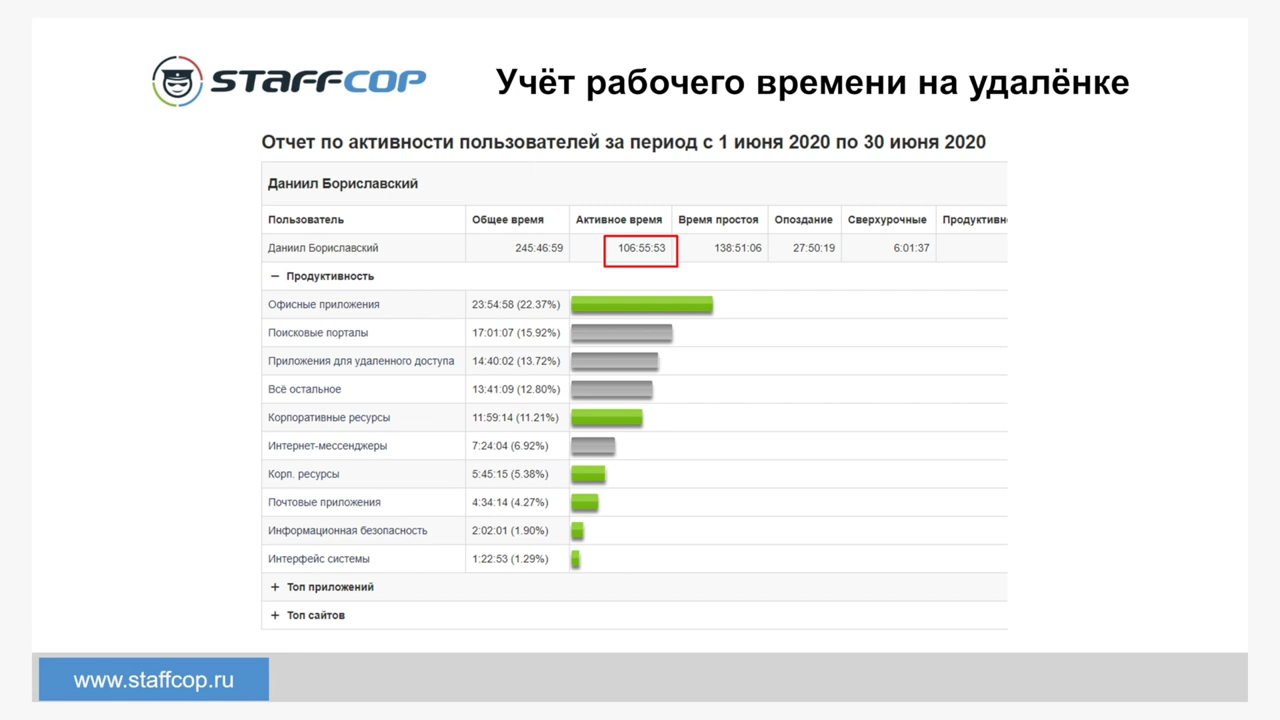 STAFFCOP
Учёт рабочего времени на удалёнке
Отчет по активности пользователей за период с 1 июня 2020 по 30 июня 2020
Даниил Бориславский
Пользователь Общее время Активное время Время простоя Опоздание Сверхурочные Продуктивн
Даниил Бориславский 245:46:59 106:55:53 138:51:06 27:50:19 6:01:37
− Продуктивность
Офисные приложения 23:54:58 (22.37%)
Поисковые порталы 17:01:07 (15.92%)
Приложения для удаленного доступа 14:40:02 (13.72%)
Всё остальное 13:41:09 (12.80%)
Корпоративные ресурсы 11:59:14 (11.21%)
Интернет-мессенджеры 7:24:04 (6.92%)
Корп. ресурсы 5:45:15 (5.38%)
Почтовые приложения 4:34:14 (4.27%)
Информационная безопасность 2:02:01 (1.90%)
Интерфейс системы 1:22:53 (1.29%)
+ Топ приложений
+ Топ сайтов
www.staffcop.ru